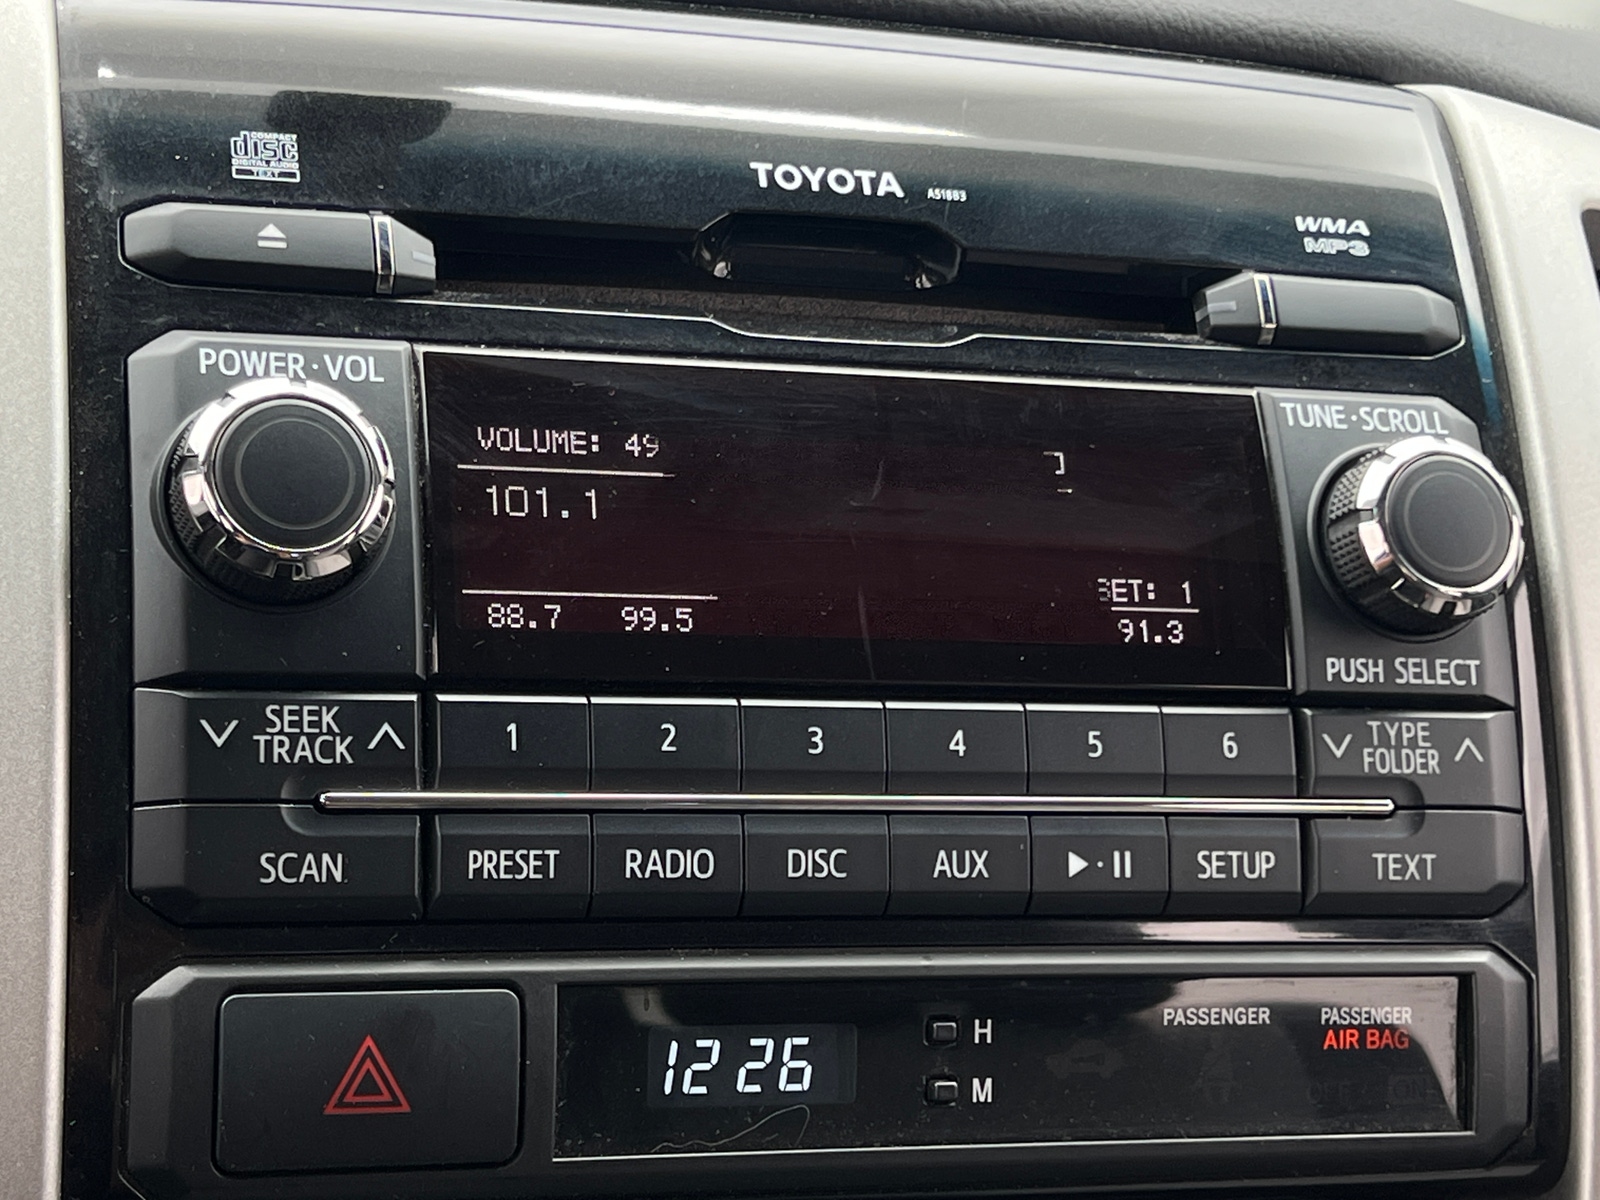 COMPACT
disc
DIGITAL AUDIO
TEXT
TOYOTA A51883
WMA
MP3
POWER·VOL
TUNE·SCROLL
VOLUME: 49
101.1
SET: 1
88.7 99.5 91.3
PUSH SELECT
SEEK
TRACK
1 2 3 4 5 6
TYPE
FOLDER
SCAN PRESET RADIO DISC AUX SETUP TEXT
12 26
H
M
PASSENGER
PASSENGER
AIR BAG